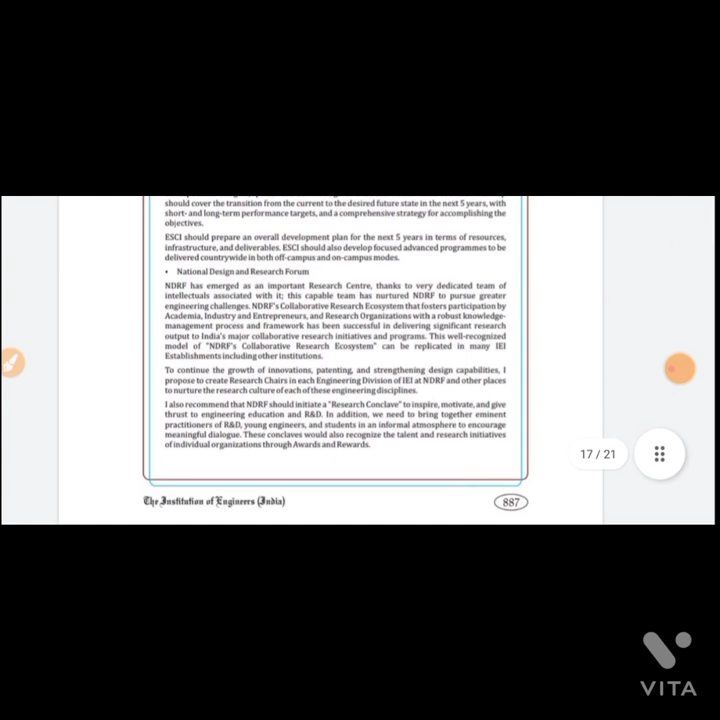 should cover the transition from the current to the desired future state in the next 5 years, with
short- and long-term performance targets, and a comprehensive strategy for accomplishing the
objectives.
ESCI should prepare an overall development plan for the next 5 years in terms of resources,
infrastructure, and deliverables. ESCI should also develop focused advanced programmes to be
delivered countrywide in both off-campus and on-campus modes.
• National Design and Research Forum
NDRF has emerged as an important Research Centre, thanks to very dedicated team of
intellectuals associated with it; this capable team has nurtured NDRF to pursue greater
engineering challenges. NDRF's Collaborative Research Ecosystem that fosters participation by
Academia, Industry and Entrepreneurs, and Research Organizations with a robust knowledge-
management process and framework has been successful in delivering significant research
output to India's major collaborative research initiatives and programs. This well-recognized
model of "NDRF's Collaborative Research Ecosystem" can be replicated in many IEI
Establishments including other institutions.
To continue the growth of innovations, patenting, and strengthening design capabilities, I
propose to create Research Chairs in each Engineering Division of IEI at NDRF and other places
to nurture the research culture of each of these engineering disciplines.
I also recommend that NDRF should initiate a "Research Conclave" to inspire, motivate, and give
thrust to engineering education and R&D. In addition, we need to bring together eminent
practitioners of R&D, young engineers, and students in an informal atmosphere to encourage
meaningful dialogue. These conclaves would also recognize the talent and research initiatives
of individual organizations through Awards and Rewards.
17 / 21
The Institution of Engineers (India)
887
VITA